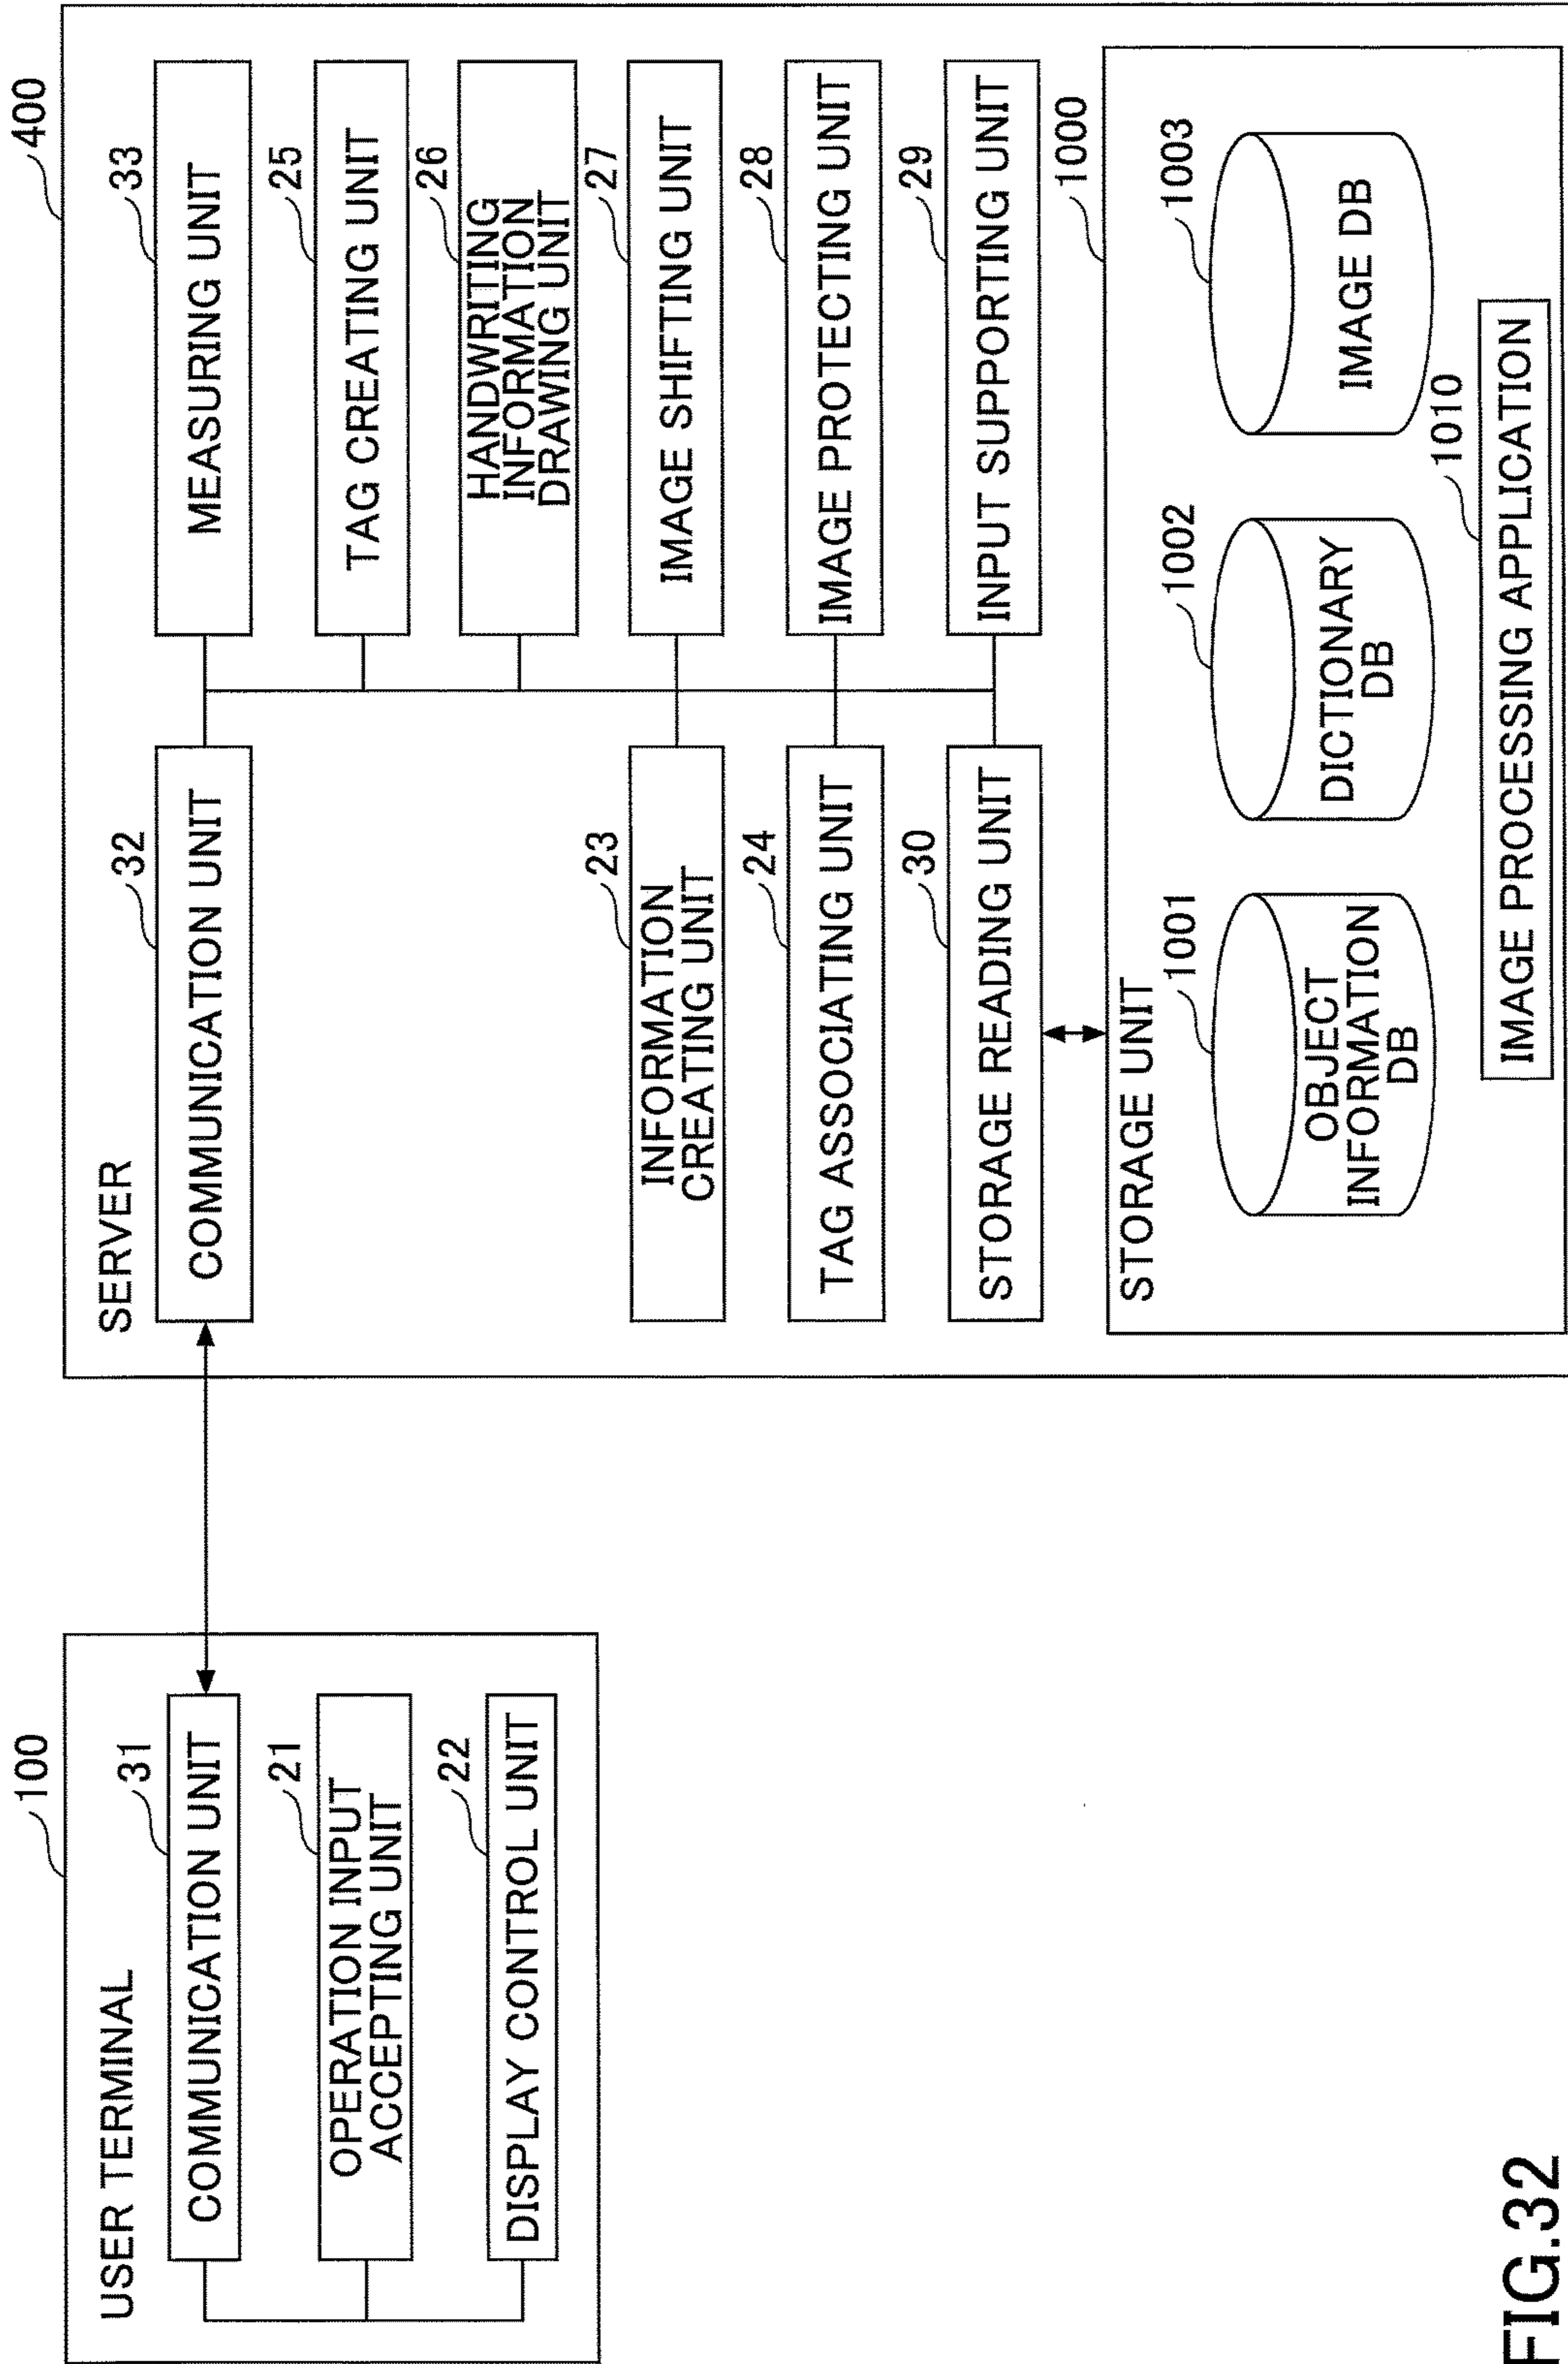 100
USER TERMINAL
31
COMMUNICATION UNIT
21
OPERATION INPUT
ACCEPTING UNIT
22
DISPLAY CONTROL UNIT
400
SERVER
32
COMMUNICATION UNIT
33
MEASURING UNIT
25
TAG CREATING UNIT
26
HANDWRITING
INFORMATION
DRAWING UNIT
23
INFORMATION
CREATING UNIT
27
IMAGE SHIFTING UNIT
24
TAG ASSOCIATING UNIT
28
IMAGE PROTECTING UNIT
30
STORAGE READING UNIT
29
INPUT SUPPORTING UNIT
1000
STORAGE UNIT
1001
OBJECT
INFORMATION
DB
1002
DICTIONARY
DB
1003
IMAGE DB
1010
IMAGE PROCESSING APPLICATION
FIG.32